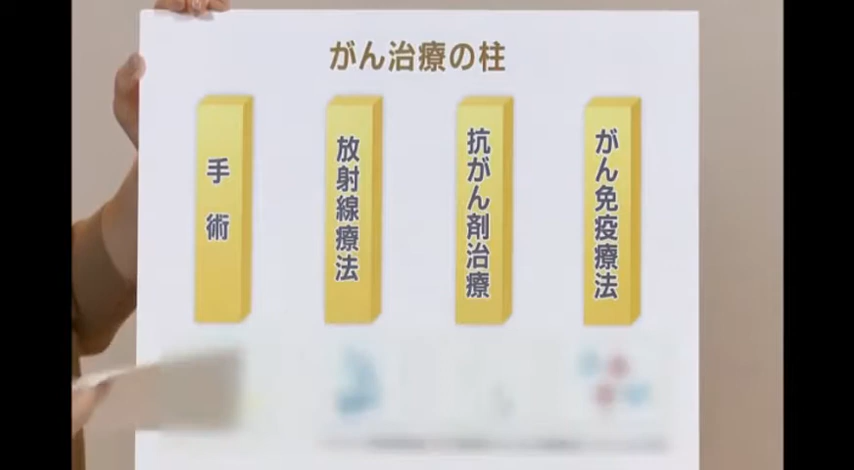 がん治療の柱
手術
放射線療法
抗がん剤治療
がん免疫療法